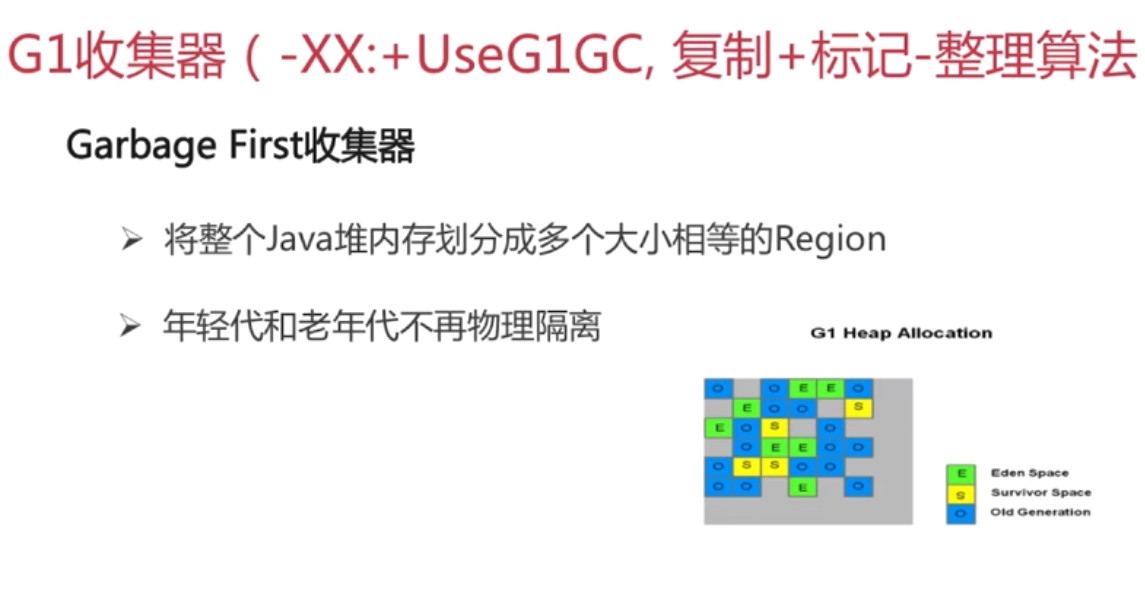 G1收集器（ -XX:+UseG1GC, 复制+标记-整理算法
Garbage First收集器
➢ 将整个Java堆内存划分成多个大小相等的Region
➢ 年轻代和老年代不再物理隔离
G1 Heap Allocation
O O E E O
E O O S
E O S O
O E E O O
O S S O O
O O E O
E Eden Space
S Survivor Space
O Old Generation